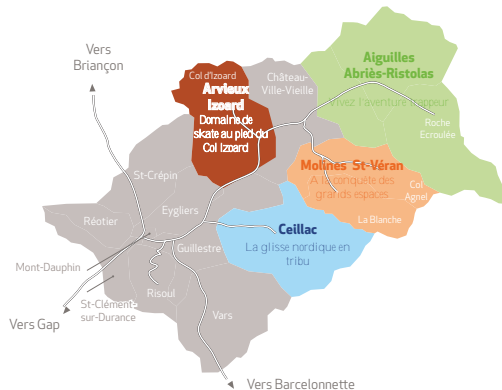 Vers
Briançon
Col d'Izoard
Arvieux
Izoard
Domaine de
skate au pied du
Col Izoard
Château-
Ville-Vieille
Aiguilles
Abriès-Ristolas
Vivez l'aventure trappeur
Roche
Ecroulée
St-Crépin
Molines St-Véran
A la conquête des
grands espaces
Col
Agnel
La Blanche
Eygliers
Réotier
Ceillac
La glisse nordique en
tribu
Guillestre
Mont-Dauphin
Risoul
St-Clément-
sur-Durance
Vars
Vers Gap
Vers Barcelonnette